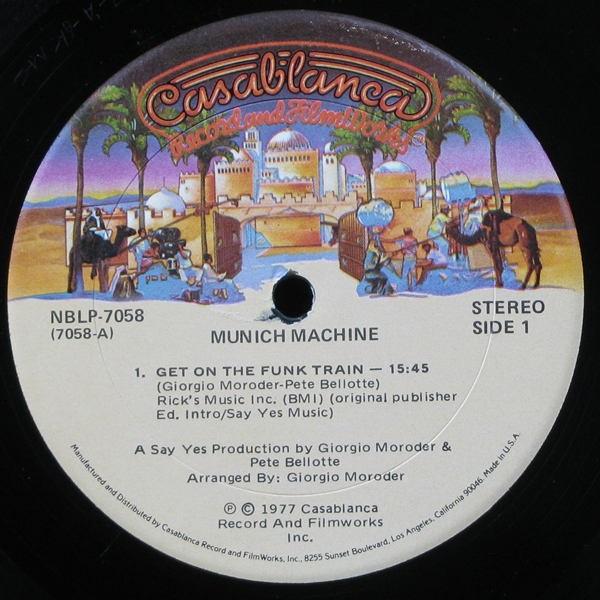 Casablanca
Record and FilmWorks
NBLP-7058
(7058-A)
STEREO
SIDE 1
MUNICH MACHINE
1. GET ON THE FUNK TRAIN — 15:45
(Giorgio Moroder-Pete Bellotte)
Rick's Music Inc. (BMI) (original publisher
Ed. Intro/Say Yes Music)
A Say Yes Production by Giorgio Moroder &
Pete Bellotte
Arranged By: Giorgio Moroder
℗ © 1977 Casablanca
Record And Filmworks
Inc.
Manufactured and Distributed by Casablanca Record and FilmWorks, Inc., 8255 Sunset Boulevard, Los Angeles, California 90046. Made in U.S.A.